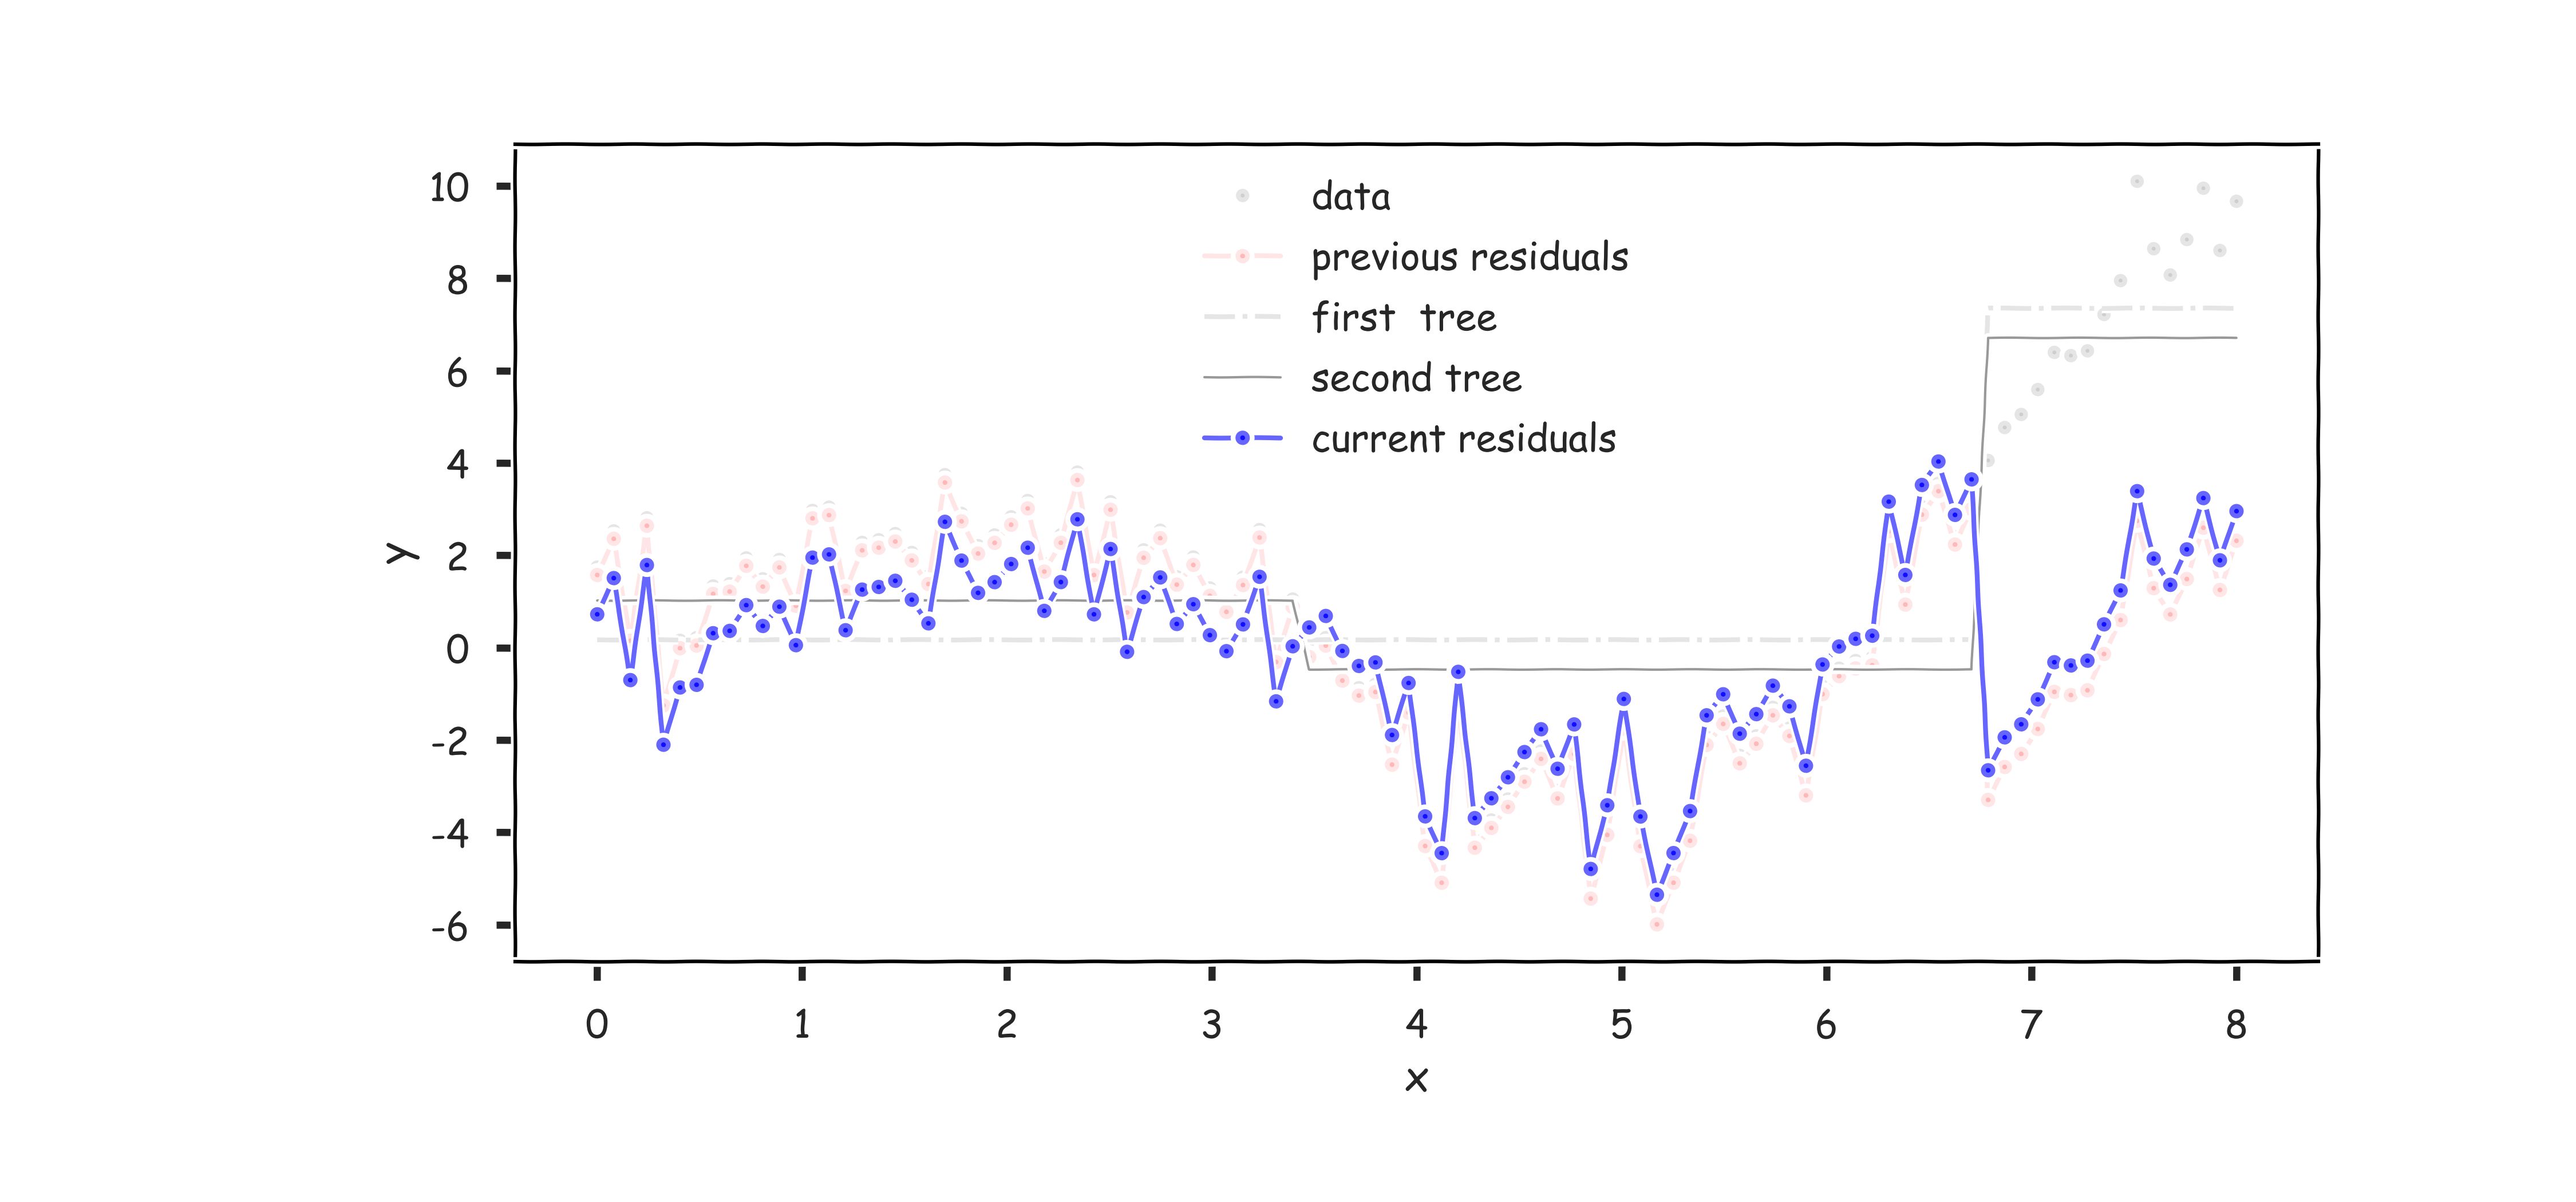 10
8
6
4
2
0
-2
-4
-6
y
data
previous residuals
first tree
second tree
current residuals
0 1 2 3 4 5 6 7 8
x